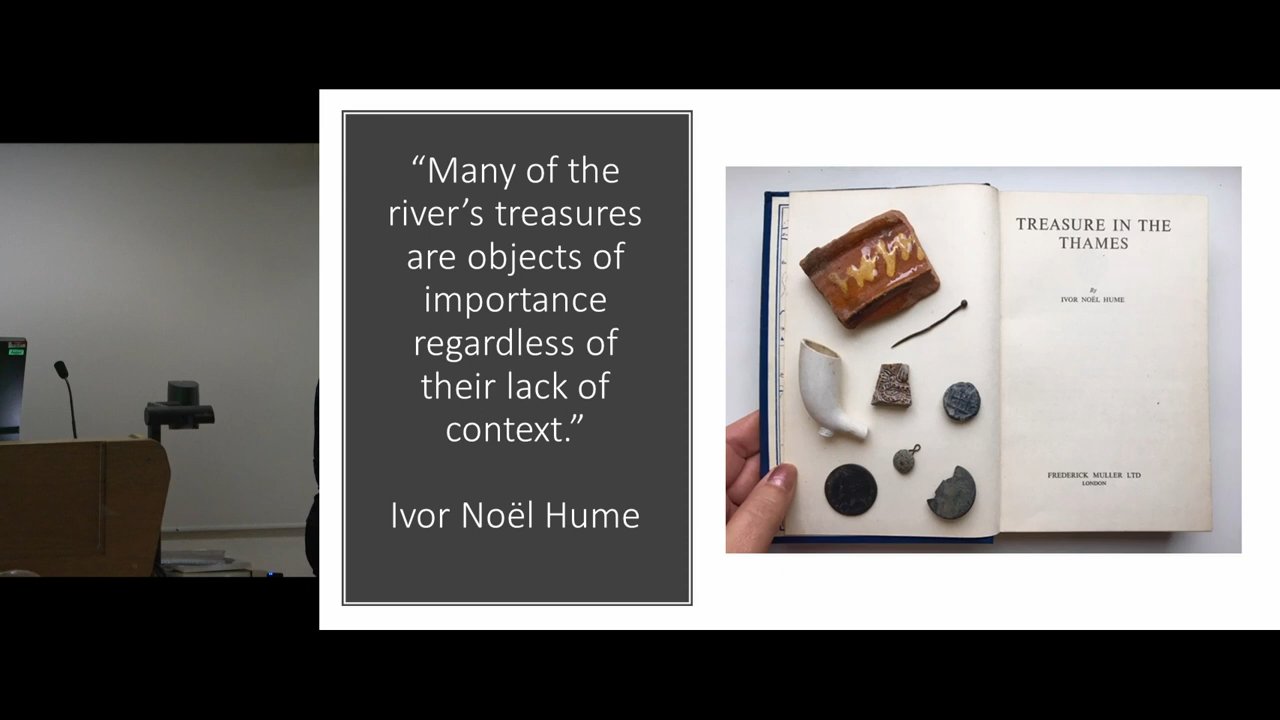 “Many of the
river’s treasures
are objects of
importance
regardless of
their lack of
context.”
Ivor Noël Hume
TREASURE IN THE
THAMES
By
IVOR NOËL HUME
FREDERICK MULLER LTD
LONDON